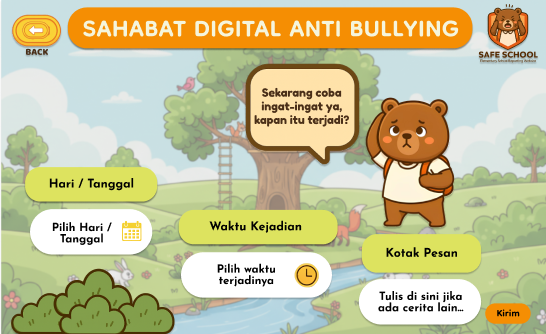 SAHABAT DIGITAL ANTI BULLYING
BACK
SAFE SCHOOL
Sekarang coba
ingat-ingat ya,
kapan itu terjadi?
Hari / Tanggal
Pilih Hari /
Tanggal
Waktu Kejadian
Pilih waktu
terjadinya
Kotak Pesan
Tulis di sini jika
ada cerita lain...
Kirim